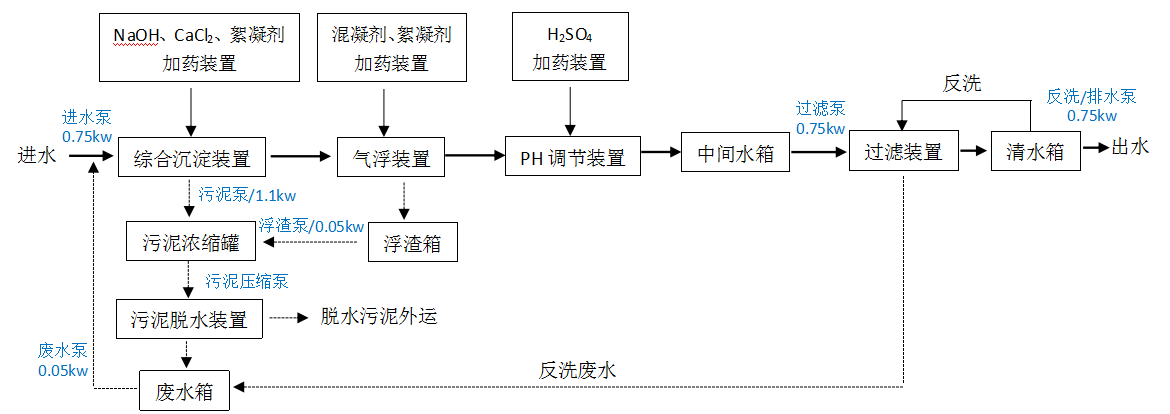 NaOH、CaCl₂、絮凝剂
加药装置
混凝剂、絮凝剂
加药装置
H₂SO₄
加药装置
反洗
进水泵
0.75kw
过滤泵
0.75kw
反洗/排水泵
0.75kw
进水
综合沉淀装置
气浮装置
PH 调节装置
中间水箱
过滤装置
清水箱
出水
污泥泵/1.1kw
浮渣泵/0.05kw
污泥浓缩罐
浮渣箱
污泥压缩泵
污泥脱水装置
脱水污泥外运
废水泵
0.05kw
反洗废水
废水箱